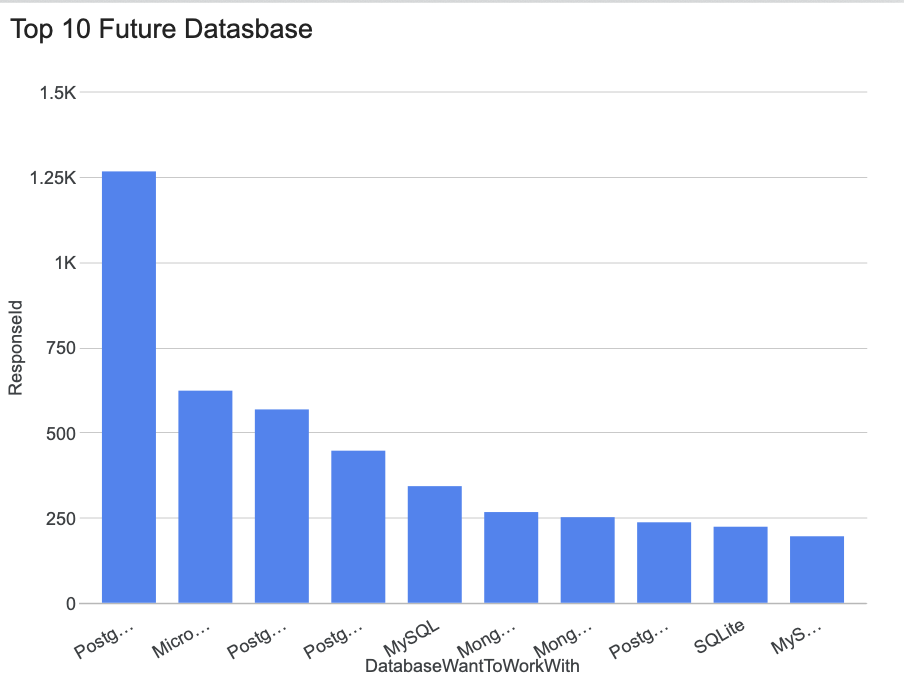 Top 10 Future Datasbase
1.5K
1.25K
1K
750
500
250
0
ResponseId
Postg…
Micro…
Postg…
Postg…
MySQL
Mong…
Mong…
Postg…
SQLite
MyS…
DatabaseWantToWorkWith